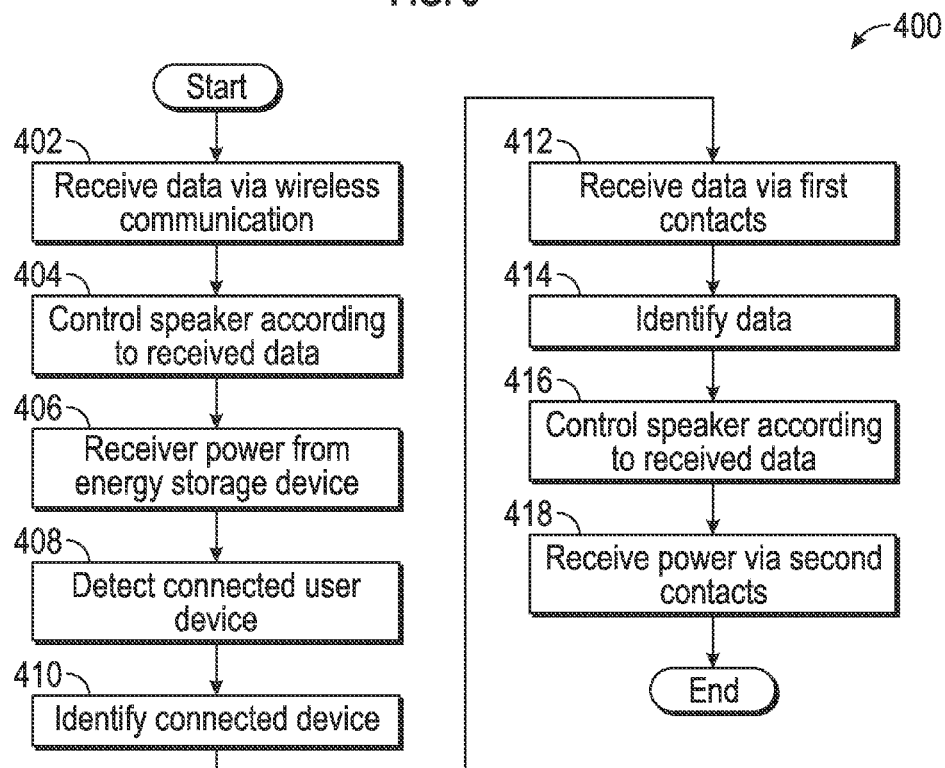 400
Start
402
Receive data via wireless
communication
404
Control speaker according
to received data
406
Receiver power from
energy storage device
408
Detect connected user
device
410
Identify connected device
412
Receive data via first
contacts
414
Identify data
416
Control speaker according
to received data
418
Receive power via second
contacts
End